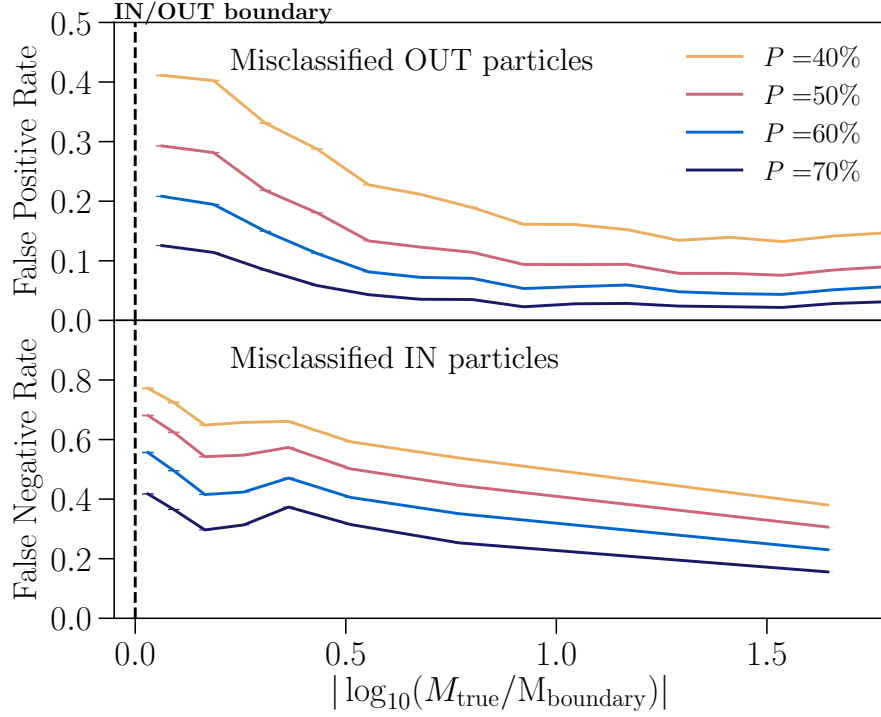 IN/OUT boundary
0.5
Misclassified OUT particles
P =40%
P =50%
P =60%
P =70%
0.4
0.3
0.2
0.1
0.0
False Positive Rate
Misclassified IN particles
0.8
0.6
0.4
0.2
0.0
False Negative Rate
0.0 0.5 1.0 1.5
| log10(Mtrue/Mboundary)|